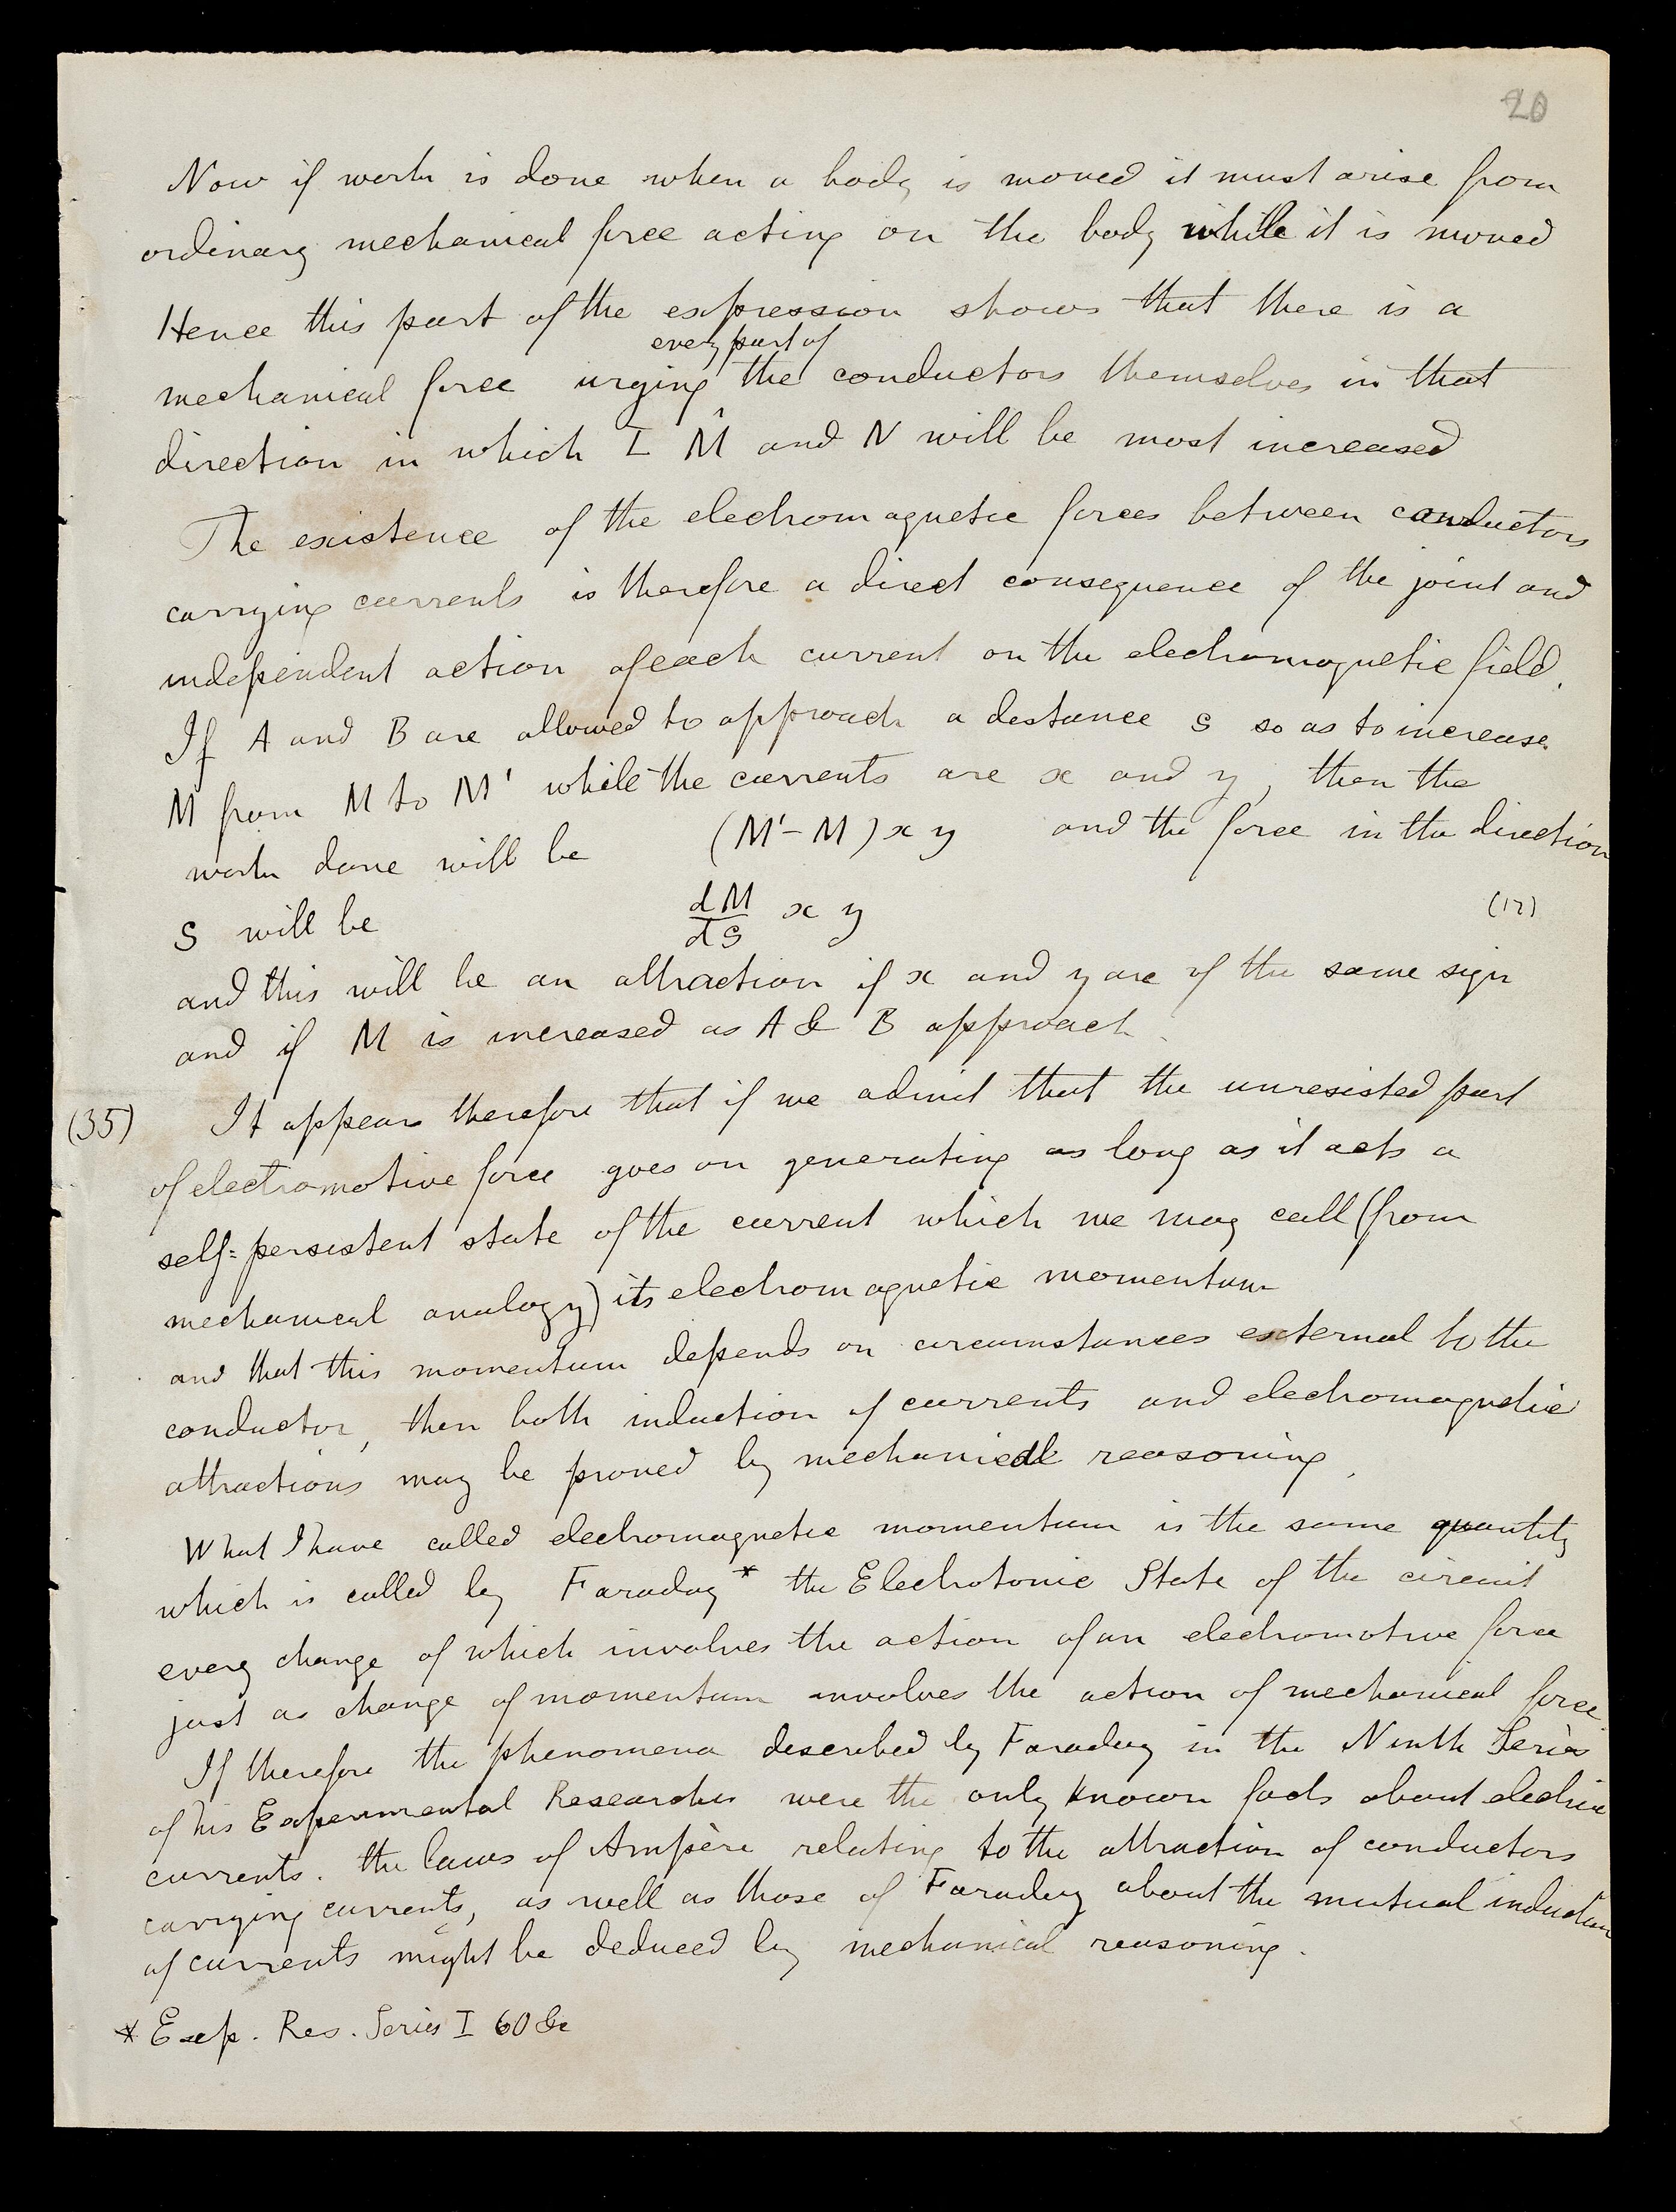 20
Now if work is done when a body is moved it must arise from
ordinary mechanical force acting on the body while it is moved
Hence this part of the expression shows that there is a
every part of
mechanical force urging ^ the conductors themselves in that
direction in which L M and N will be most increased
The existence of the electromagnetic forces between conductors
carrying currents is therefore a direct consequence of the joint and
independent action of each current on the electromagnetic field.
If A and B are allowed to approach a distance s so as to increase
M from M to M' while the currents are x and y, then the
work done will be (M' – M) x y and the force in the direction
s will be dM/ds x y (12)
and this will be an attraction if x and y are of the same sign
and if M is increased as A & B approach.
(35) It appears therefore that if we admit that the unresisted part
of electromotive force goes on generating as long as it acts a
self=persistent state of the current which we may call (from
mechanical analogy) its electromagnetic momentum
and that this momentum depends on circumstances external to the
conductor, then both induction of currents and electromagnetic
attractions may be proved by mechanical reasoning.
What I have called electromagnetic momentum is the same quantity
which is called by Faraday * the Electrotonic State of the circuit
every change of which involves the action of an electromotive force
just as change of momentum involves the action of mechanical force.
If therefore the phenomena described by Faraday in the Ninth Series
of his Experimental Researches were the only known facts about electric
currents. the laws of Ampère relating to the attraction of conductors
carrying currents, as well as those of Faraday about the mutual induction
of currents might be deduced by mechanical reasoning.
* Exp. Res. Series I 60 &c